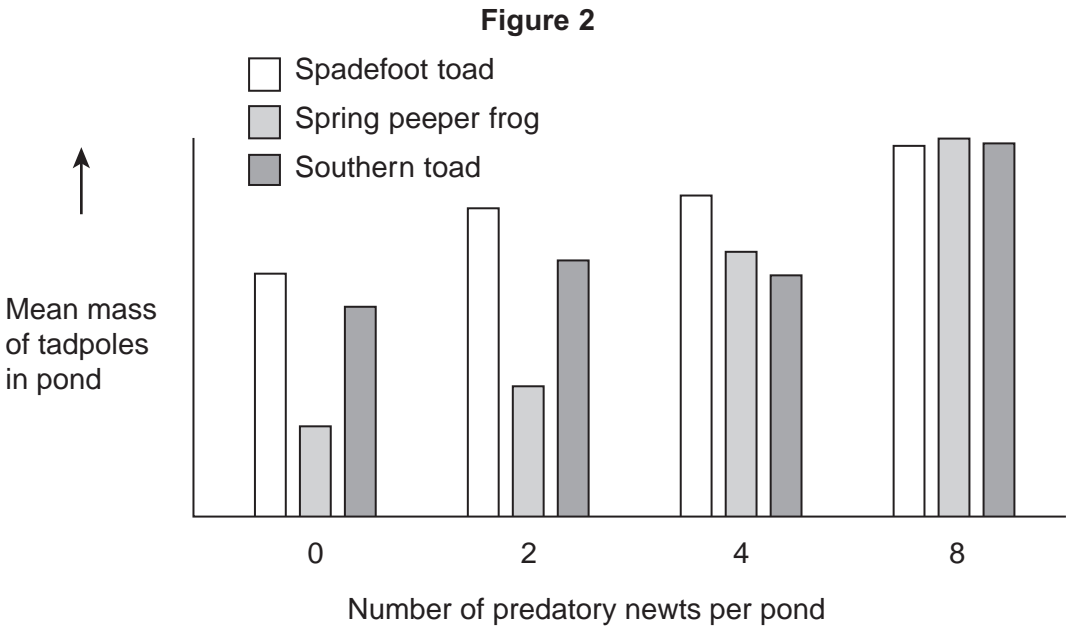 Figure 2
Spadefoot toad
Spring peeper frog
Southern toad
Mean mass
of tadpoles
in pond
0 2 4 8
Number of predatory newts per pond